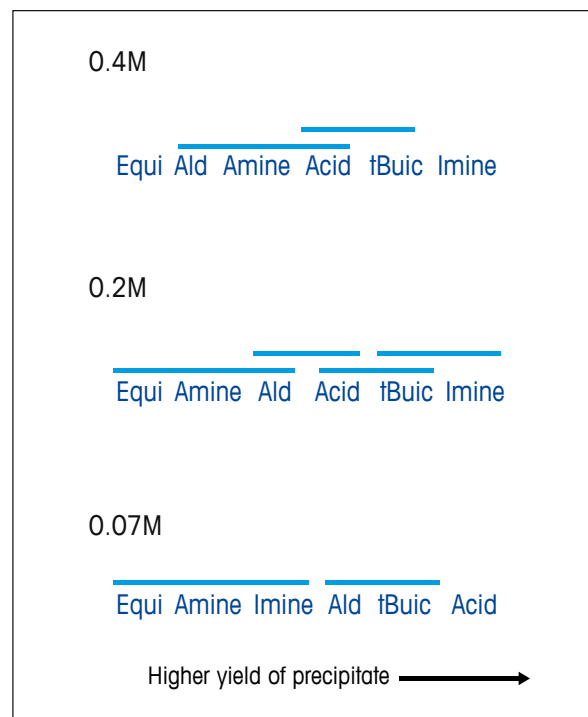 0.4M
Equi Ald Amine Acid tBuic Imine
0.2M
Equi Amine Ald Acid tBuic Imine
0.07M
Equi Amine Imine Ald tBuic Acid
Higher yield of precipitate